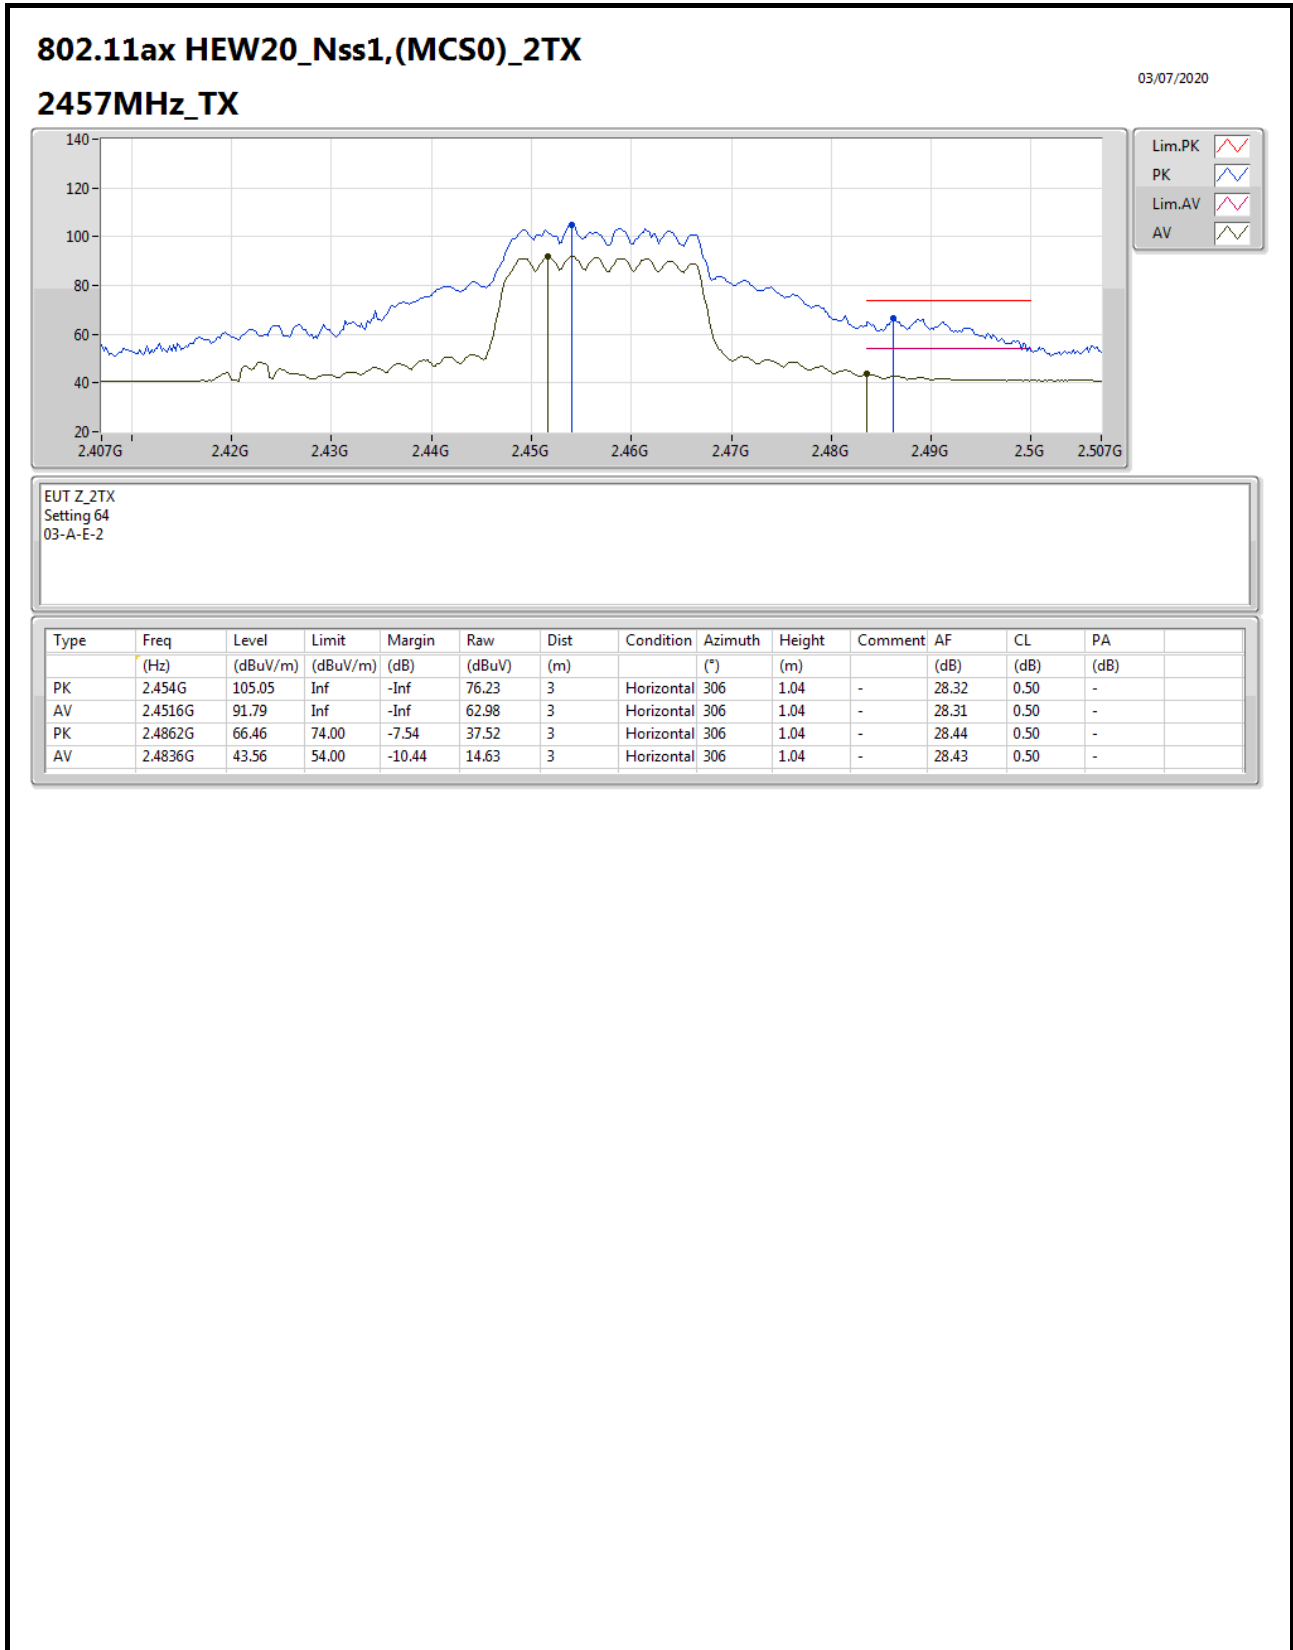 802.11ax HEW20_Nss1,(MCS0)_2TX
03/07/2020
2457MHz_TX
140
120
100
80
60
40
20
2.407G 2.42G 2.43G 2.44G 2.45G 2.46G 2.47G 2.48G 2.49G 2.5G 2.507G
Lim.PK
PK
Lim.AV
AV
EUT Z_2TX
Setting 64
03-A-E-2
Type Freq Level Limit Margin Raw Dist Condition Azimuth Height Comment AF CL PA
(Hz) (dBuV/m) (dBuV/m) (dB) (dBuV) (m) (°) (m) (dB) (dB) (dB)
PK 2.454G 105.05 Inf -Inf 76.23 3 Horizontal 306 1.04 - 28.32 0.50 -
AV 2.4516G 91.79 Inf -Inf 62.98 3 Horizontal 306 1.04 - 28.31 0.50 -
PK 2.4862G 66.46 74.00 -7.54 37.52 3 Horizontal 306 1.04 - 28.44 0.50 -
AV 2.4836G 43.56 54.00 -10.44 14.63 3 Horizontal 306 1.04 - 28.43 0.50 -